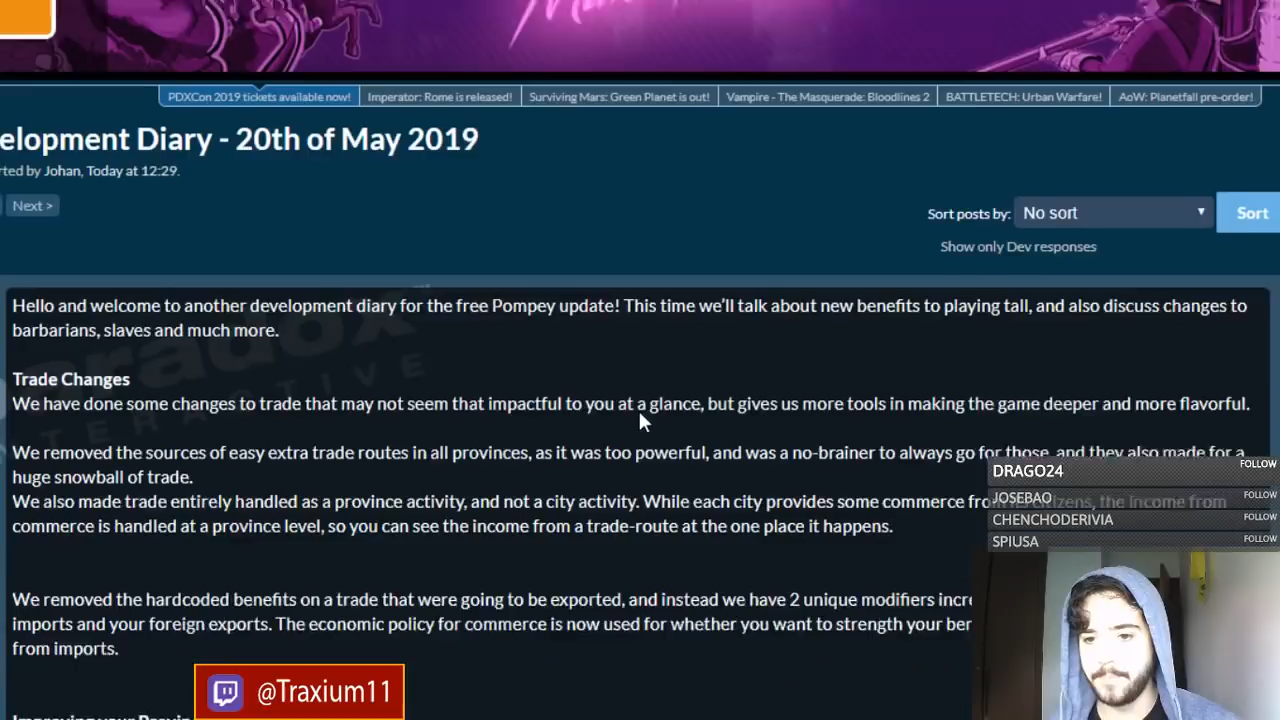 PDXCon 2019 tickets available now! Imperator: Rome is released! Surviving Mars: Green Planet is out! Vampire - The Masquerade: Bloodlines 2 BATTLETECH: Urban Warfare! AoW: Planetfall pre-order!
elopment Diary - 20th of May 2019
rted by Johan, Today at 12:29.
Next >
Sort posts by: No sort Sort
Show only Dev responses
Hello and welcome to another development diary for the free Pompey update! This time we'll talk about new benefits to playing tall, and also discuss changes to
barbarians, slaves and much more.
Trade Changes
We have done some changes to trade that may not seem that impactful to you at a glance, but gives us more tools in making the game deeper and more flavorful.
We removed the sources of easy extra trade routes in all provinces, as it was too powerful, and was a no-brainer to always go for those, and they also made for a
huge snowball of trade.
We also made trade entirely handled as a province activity, and not a city activity. While each city provides some commerce from citizens, the income from
commerce is handled at a province level, so you can see the income from a trade-route at the one place it happens.
We removed the hardcoded benefits on a trade that were going to be exported, and instead we have 2 unique modifiers incre
imports and your foreign exports. The economic policy for commerce is now used for whether you want to strength your ber
from imports.
DRAGO24 FOLLOW
JOSEBAO FOLLOW
CHENCHODERIVIA FOLLOW
SPIUSA FOLLOW
@Traxium11